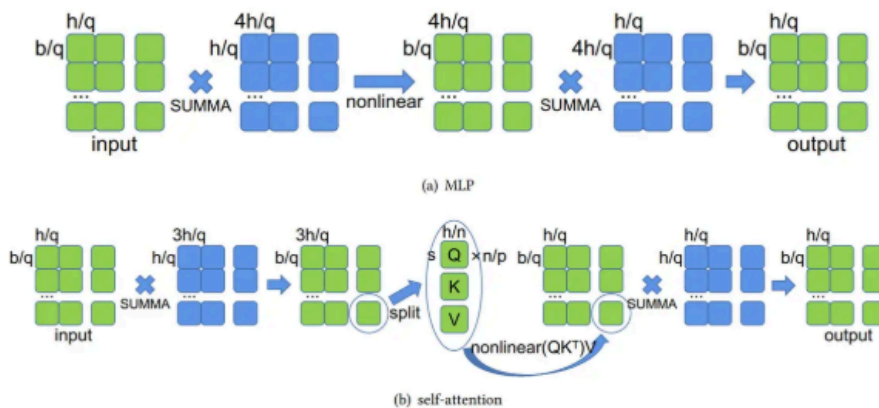 h/q 4h/q 4h/q h/q h/q
b/q h/q b/q 4h/q b/q
... SUMMA ... nonlinear ... SUMMA ... ...
input output
(a) MLP
h/q 3h/q 3h/q h/n h/q h/q h/q
b/q h/q b/q s Q ×n/p b/q h/q b/q
K
... SUMMA ... ... split ... SUMMA ... ...
V
input nonlinear(QKᵀ)V output
(b) self-attention